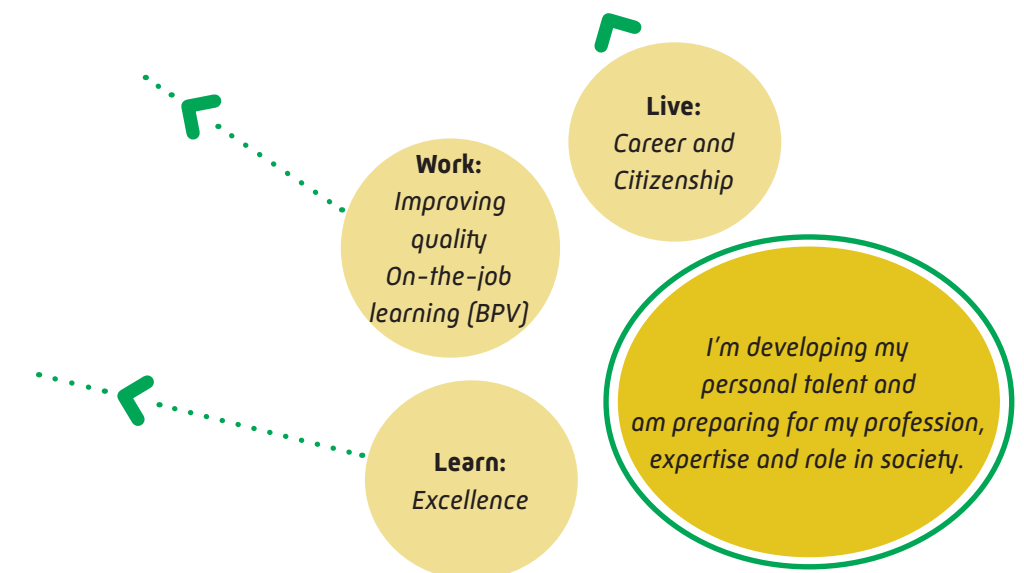 Live:
Career and
Citizenship
Work:
Improving
quality
On-the-job
learning (BPV)
I'm developing my
personal talent and
am preparing for my profession,
expertise and role in society.
Learn:
Excellence